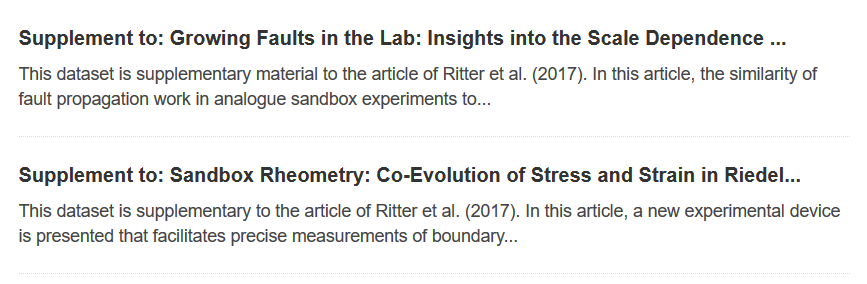 Supplement to: Growing Faults in the Lab: Insights into the Scale Dependence ...
This dataset is supplementary material to the article of Ritter et al. (2017). In this article, the similarity of
fault propagation work in analogue sandbox experiments to...
Supplement to: Sandbox Rheometry: Co-Evolution of Stress and Strain in Riedel...
This dataset is supplementary to the article of Ritter et al. (2017). In this article, a new experimental device
is presented that facilitates precise measurements of boundary...